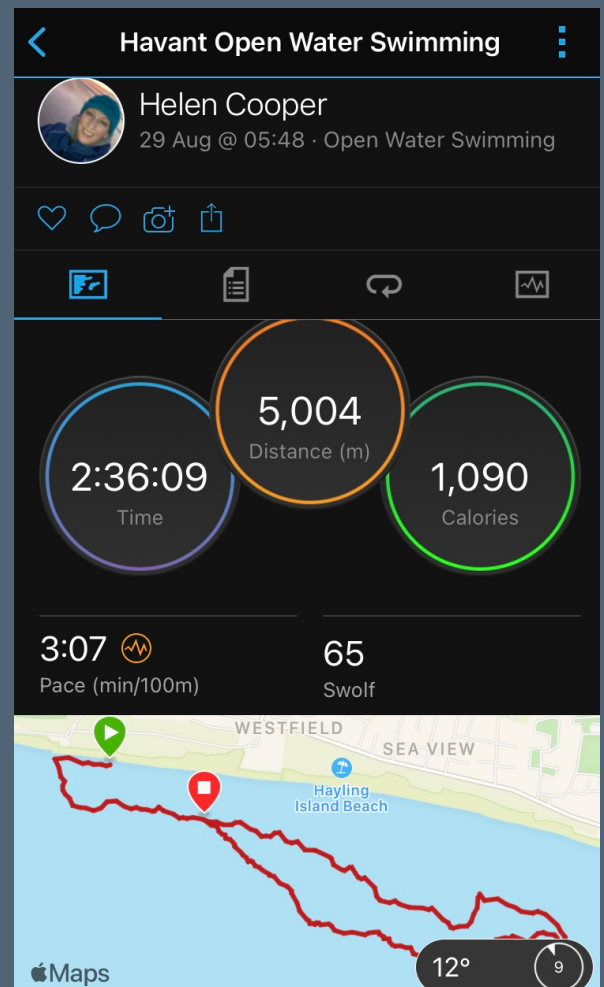 Havant Open Water Swimming
Helen Cooper
29 Aug @ 05:48 · Open Water Swimming
5,004
Distance (m)
2:36:09
Time
1,090
Calories
3:07
Pace (min/100m)
65
Swolf
WESTFIELD
SEA VIEW
Hayling
Island Beach
Maps
12°
9